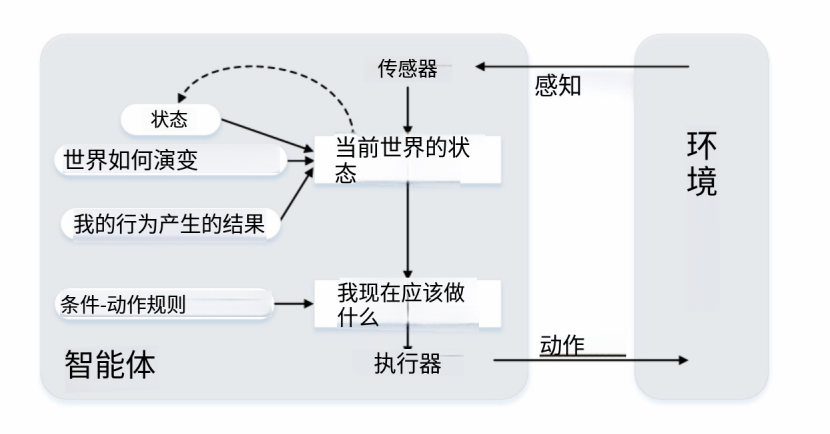 传感器
感知
状态
当前世界的状
态
世界如何演变
我的行为产生的结果
环
境
条件-动作规则
我现在应该做
什么
智能体
执行器
动作